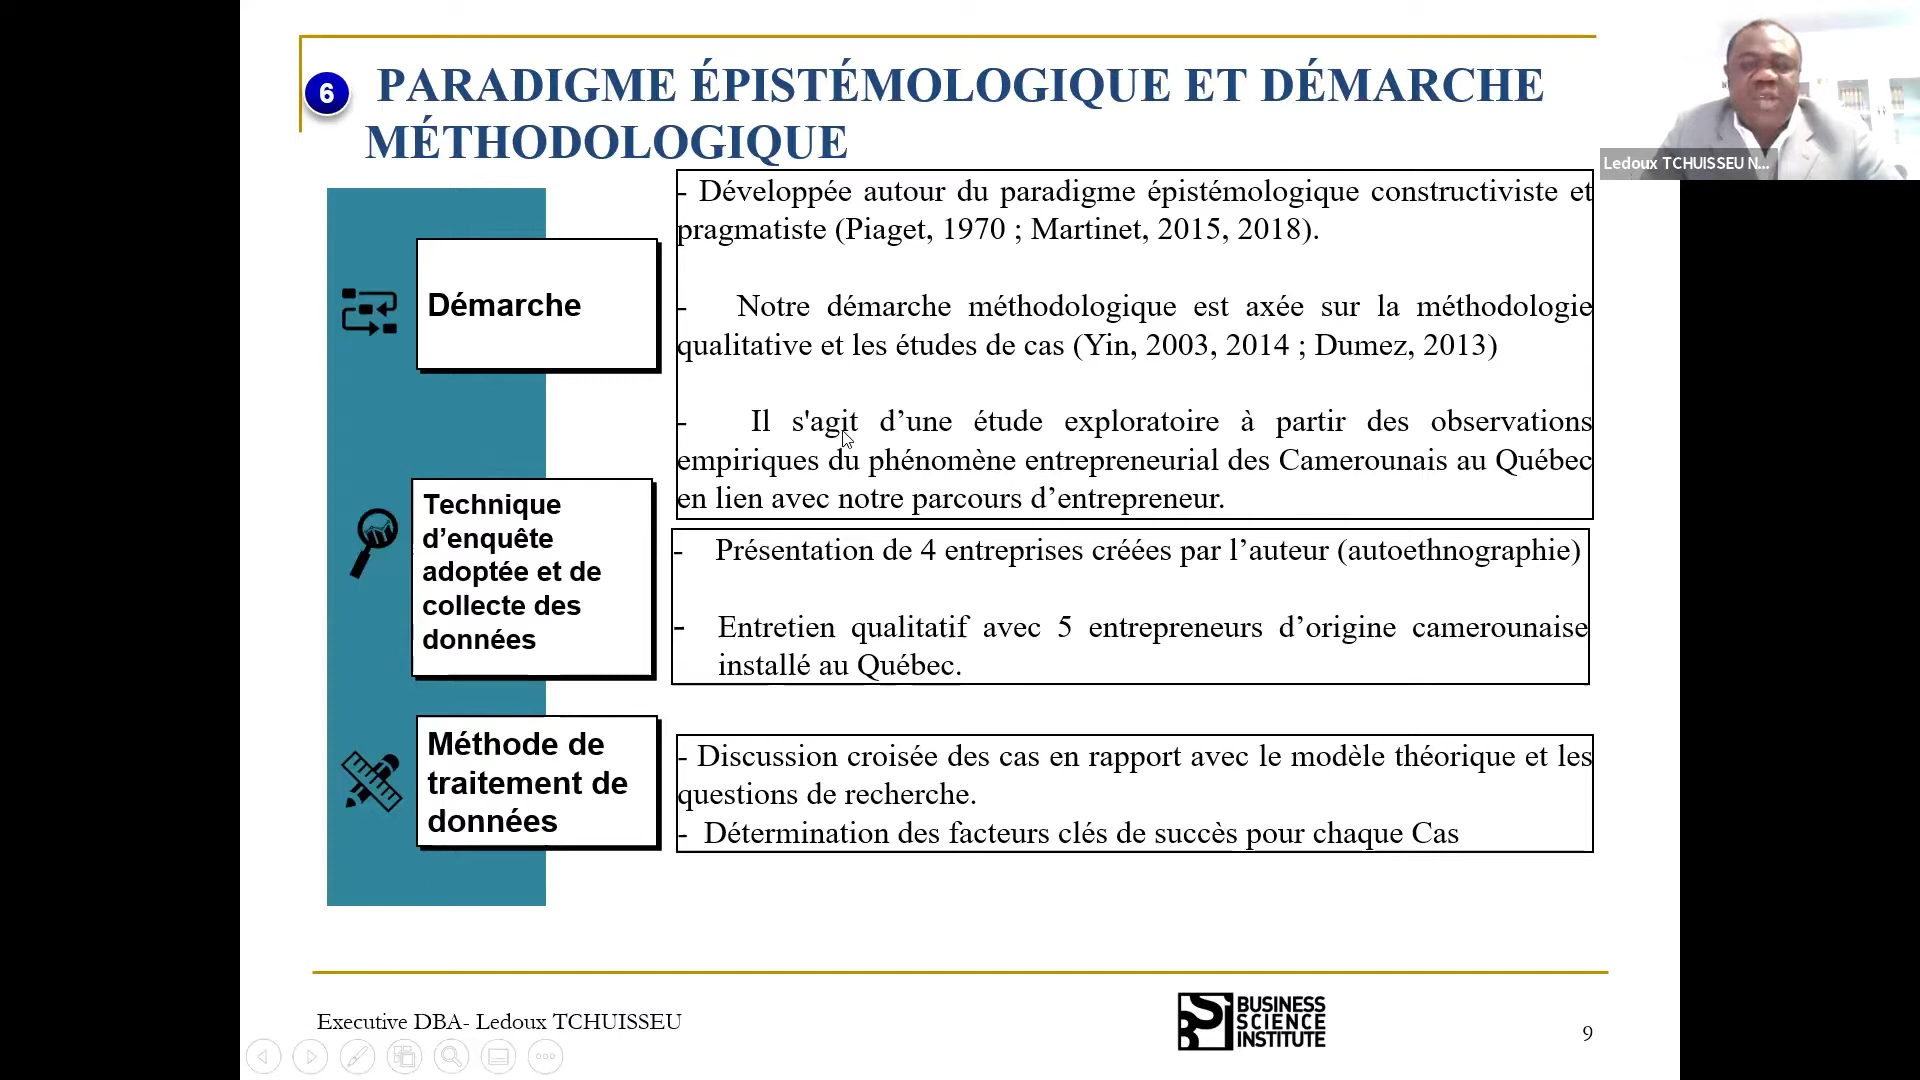 6
PARADIGME ÉPISTÉMOLOGIQUE ET DÉMARCHE
MÉTHODOLOGIQUE
Ledoux TCHUISSEU N...
Démarche
- Développée autour du paradigme épistémologique constructiviste et
pragmatiste (Piaget, 1970 ; Martinet, 2015, 2018).
- Notre démarche méthodologique est axée sur la méthodologie
qualitative et les études de cas (Yin, 2003, 2014 ; Dumez, 2013)
- Il s'agit d’une étude exploratoire à partir des observations
empiriques du phénomène entrepreneurial des Camerounais au Québec
en lien avec notre parcours d’entrepreneur.
Technique
d’enquête
adoptée et de
collecte des
données
- Présentation de 4 entreprises créées par l’auteur (autoethnographie)
- Entretien qualitatif avec 5 entrepreneurs d’origine camerounaise
installé au Québec.
Méthode de
traitement de
données
- Discussion croisée des cas en rapport avec le modèle théorique et les
questions de recherche.
- Détermination des facteurs clés de succès pour chaque Cas
Executive DBA- Ledoux TCHUISSEU
BUSINESS
SCIENCE
INSTITUTE
9